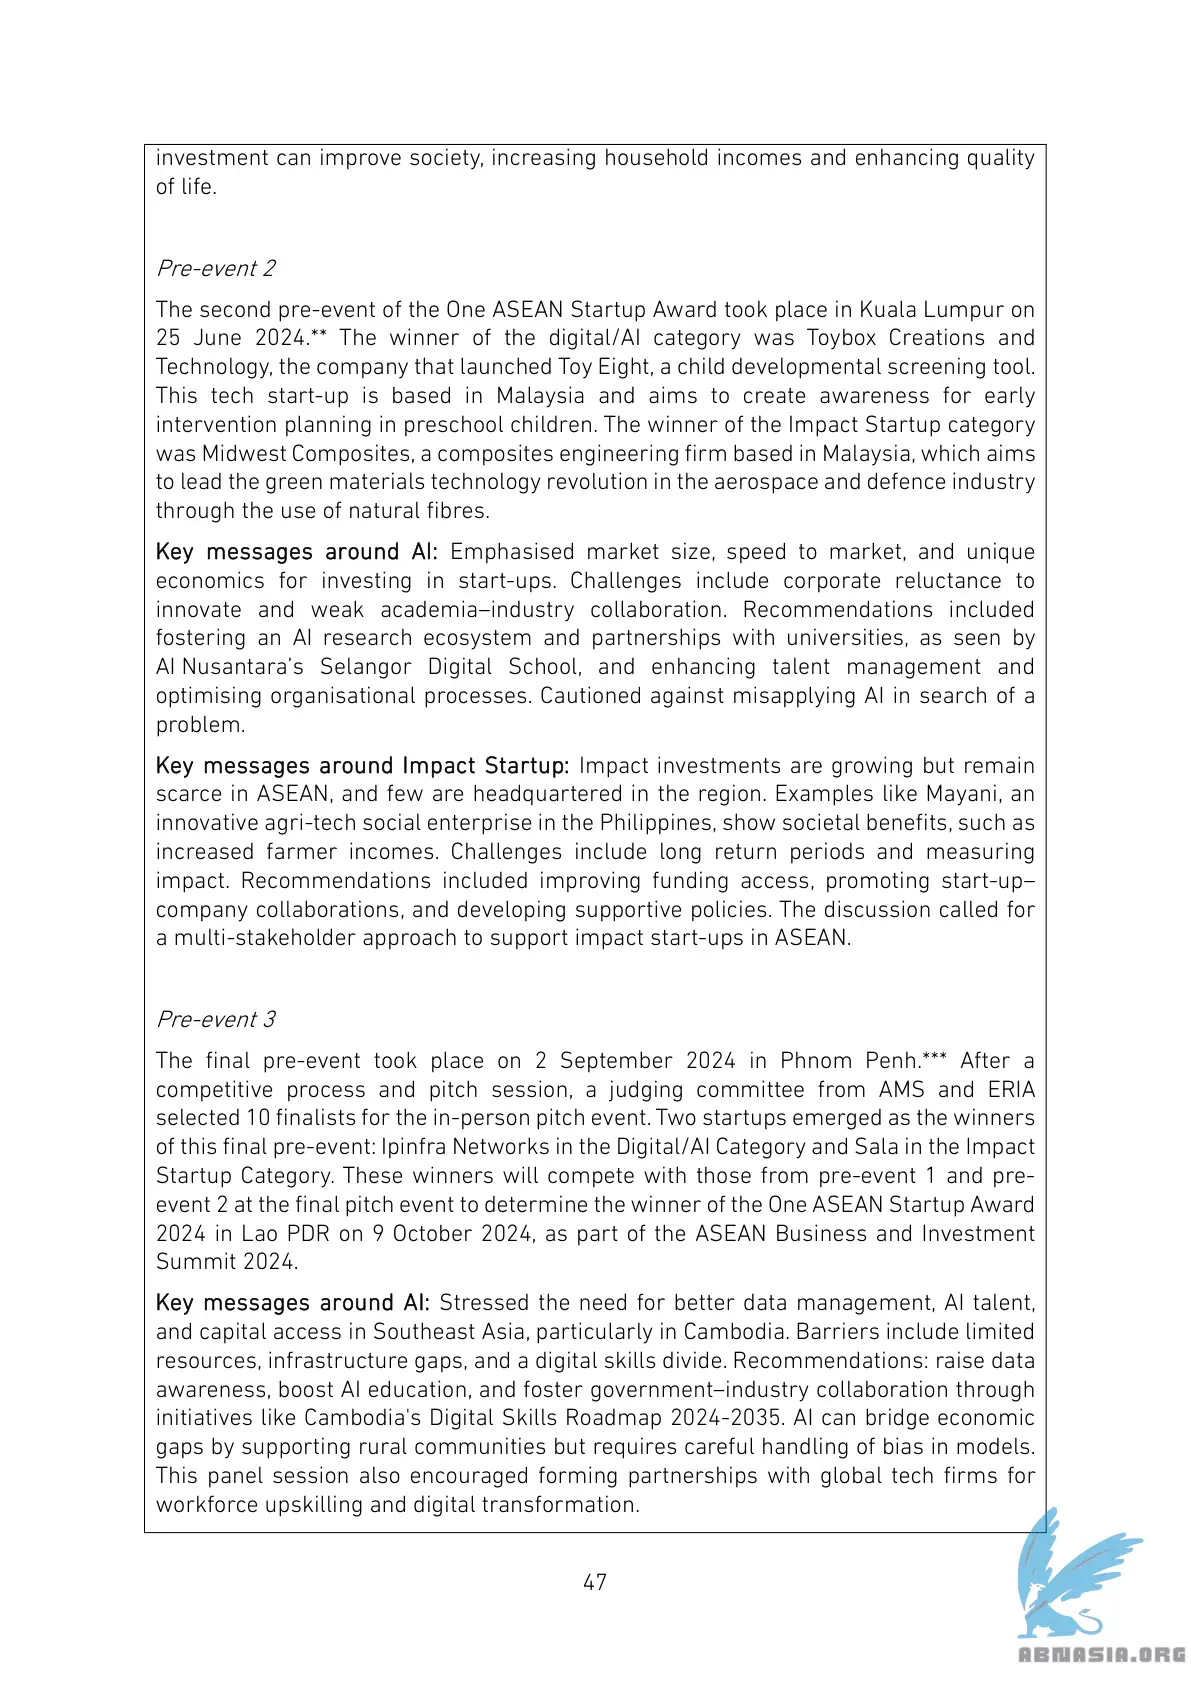 investment can improve society, increasing household incomes and enhancing quality
of life.
Pre-event 2
The second pre-event of the One ASEAN Startup Award took place in Kuala Lumpur on
25 June 2024.** The winner of the digital/AI category was Toybox Creations and
Technology, the company that launched Toy Eight, a child developmental screening tool.
This tech start-up is based in Malaysia and aims to create awareness for early
intervention planning in preschool children. The winner of the Impact Startup category
was Midwest Composites, a composites engineering firm based in Malaysia, which aims
to lead the green materials technology revolution in the aerospace and defence industry
through the use of natural fibres.
Key messages around AI: Emphasised market size, speed to market, and unique
economics for investing in start-ups. Challenges include corporate reluctance to
innovate and weak academia–industry collaboration. Recommendations included
fostering an AI research ecosystem and partnerships with universities, as seen by
AI Nusantara's Selangor Digital School, and enhancing talent management and
optimising organisational processes. Cautioned against misapplying AI in search of a
problem.
Key messages around Impact Startup: Impact investments are growing but remain
scarce in ASEAN, and few are headquartered in the region. Examples like Mayani, an
innovative agri-tech social enterprise in the Philippines, show societal benefits, such as
increased farmer incomes. Challenges include long return periods and measuring
impact. Recommendations included improving funding access, promoting start-up–
company collaborations, and developing supportive policies. The discussion called for
a multi-stakeholder approach to support impact start-ups in ASEAN.
Pre-event 3
The final pre-event took place on 2 September 2024 in Phnom Penh.*** After a
competitive process and pitch session, a judging committee from AMS and ERIA
selected 10 finalists for the in-person pitch event. Two startups emerged as the winners
of this final pre-event: Ipinfra Networks in the Digital/AI Category and Sala in the Impact
Startup Category. These winners will compete with those from pre-event 1 and pre-
event 2 at the final pitch event to determine the winner of the One ASEAN Startup Award
2024 in Lao PDR on 9 October 2024, as part of the ASEAN Business and Investment
Summit 2024.
Key messages around AI: Stressed the need for better data management, AI talent,
and capital access in Southeast Asia, particularly in Cambodia. Barriers include limited
resources, infrastructure gaps, and a digital skills divide. Recommendations: raise data
awareness, boost AI education, and foster government–industry collaboration through
initiatives like Cambodia's Digital Skills Roadmap 2024-2035. AI can bridge economic
gaps by supporting rural communities but requires careful handling of bias in models.
This panel session also encouraged forming partnerships with global tech firms for
workforce upskilling and digital transformation.
47
ABNASIA.ORG